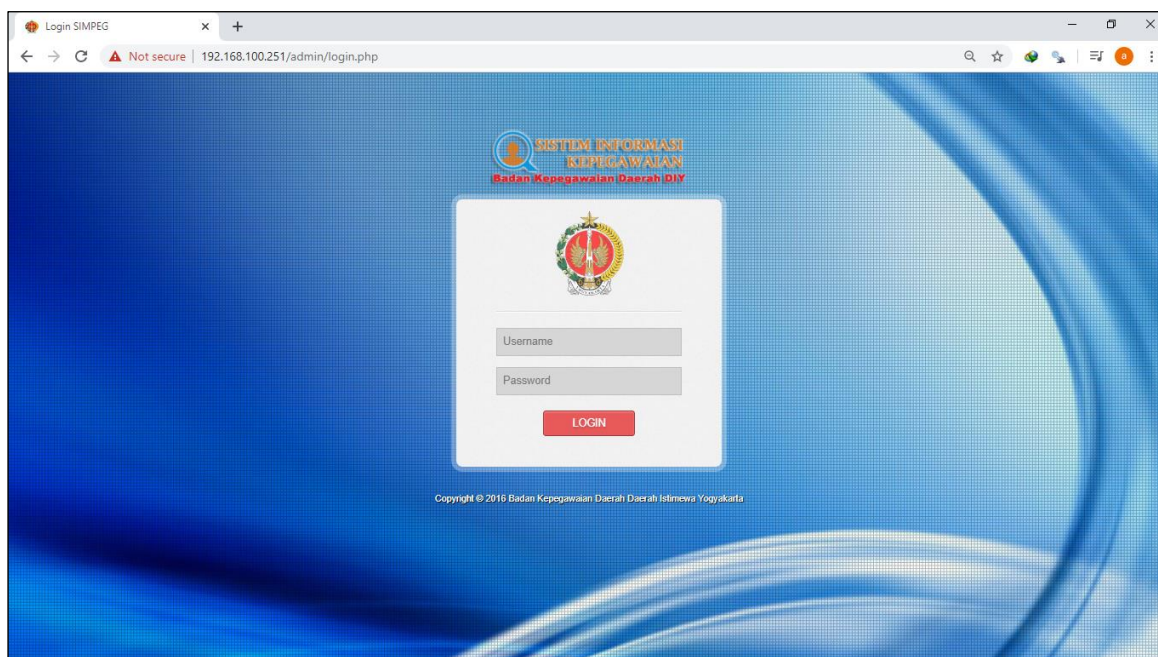 Login SIMPEG
Not secure | 192.168.100.251/admin/login.php
a
SISTEM INFORMASI
KEPEGAWAIAN
Badan Kepegawaian Daerah DIY
Username
Password
LOGIN
Copyright © 2016 Badan Kepegawaian Daerah Daerah Istimewa Yogyakarta